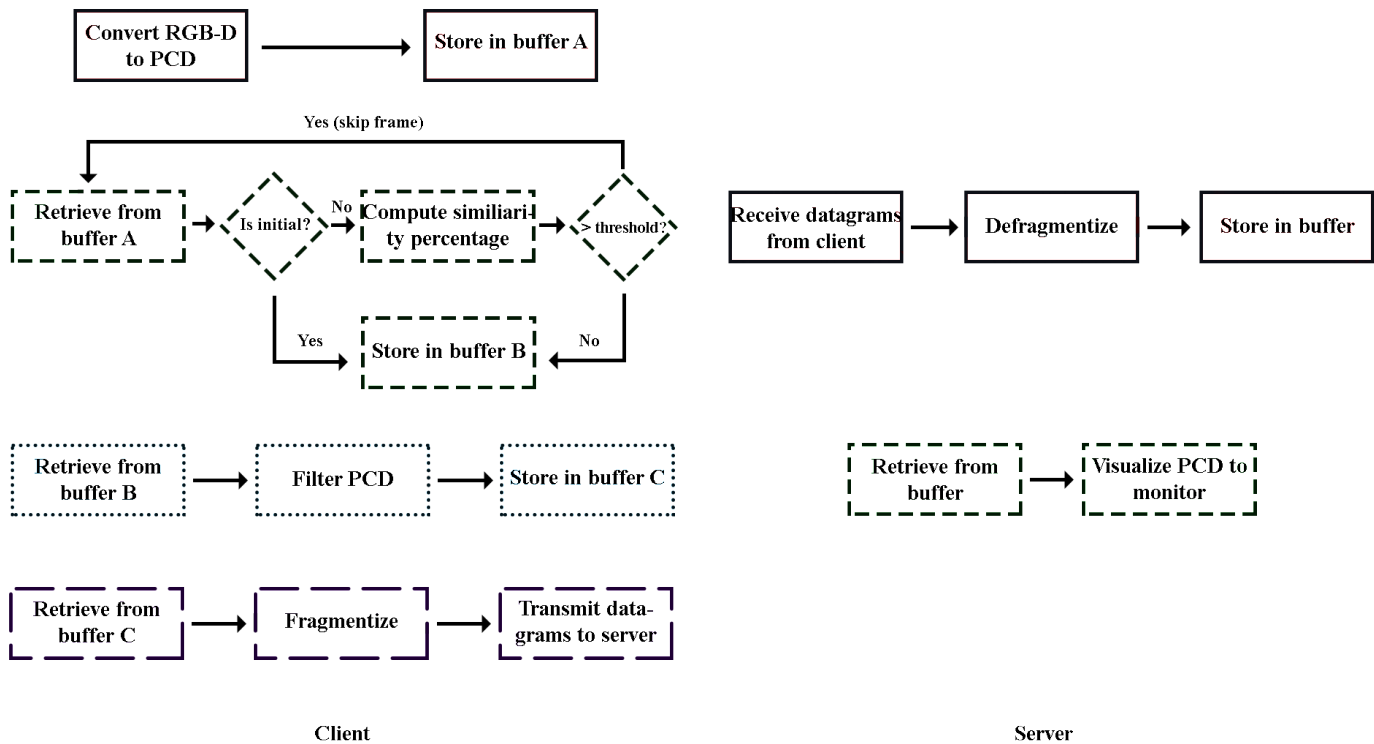 Convert RGB-D
to PCD
Store in buffer A
Yes (skip frame)
Retrieve from
buffer A
Is initial?
No
Compute similiari-
ty percentage
> threshold?
Yes
Store in buffer B
No
Receive datagrams
from client
Defragmentize
Store in buffer
Retrieve from
buffer B
Filter PCD
Store in buffer C
Retrieve from
buffer
Visualize PCD to
monitor
Retrieve from
buffer C
Fragmentize
Transmit data-
grams to server
Client
Server